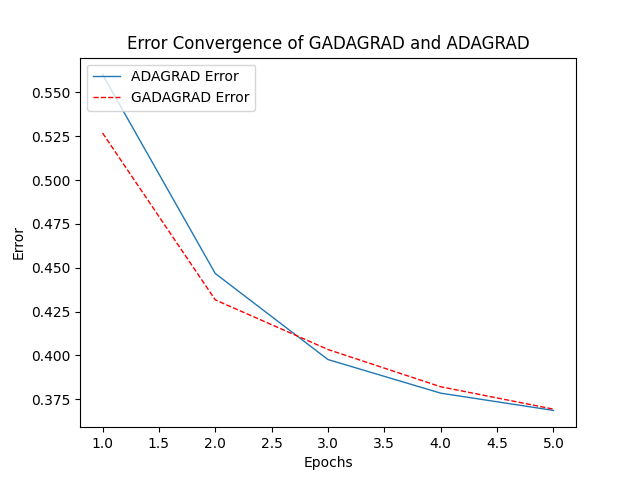 Error Convergence of GADAGRAD and ADAGRAD
ADAGRAD Error
GADAGRAD Error
0.550
0.525
0.500
0.475
0.450
0.425
0.400
0.375
Error
1.0 1.5 2.0 2.5 3.0 3.5 4.0 4.5 5.0
Epochs